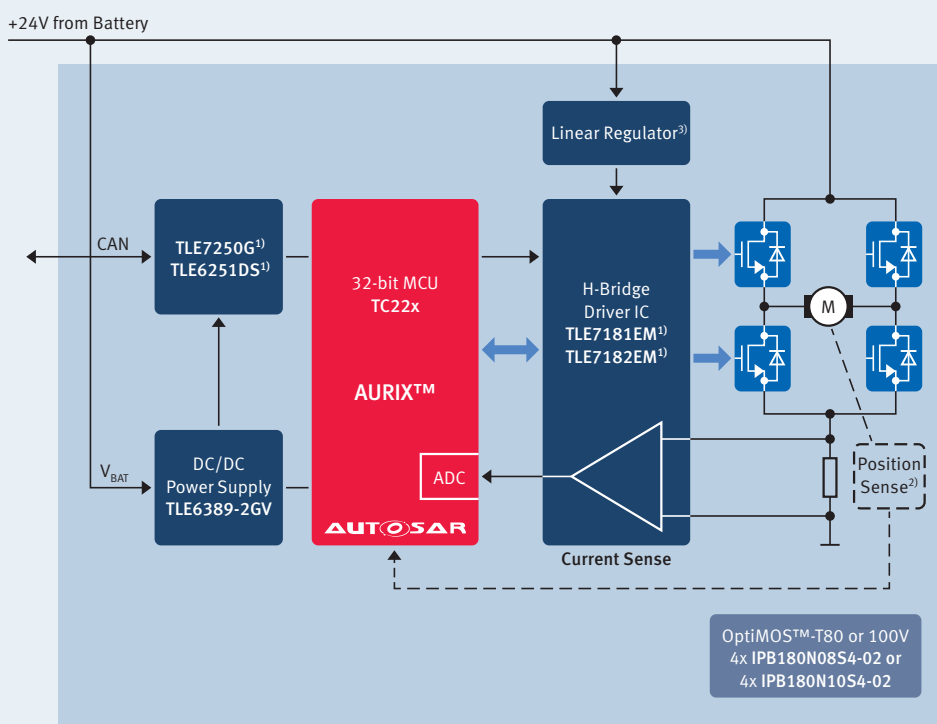 +24V from Battery
Linear Regulator3)
CAN
TLE7250G1)
TLE6251DS1)
32-bit MCU
TC22x
AURIX™
H-Bridge
Driver IC
TLE7181EM1)
TLE7182EM1)
M
VBAT
DC/DC
Power Supply
TLE6389-2GV
ADC
AUTOSAR
Position
Sense2)
Current Sense
OptiMOS™-T80 or 100V
4x IPB180N08S4-02 or
4x IPB180N10S4-02